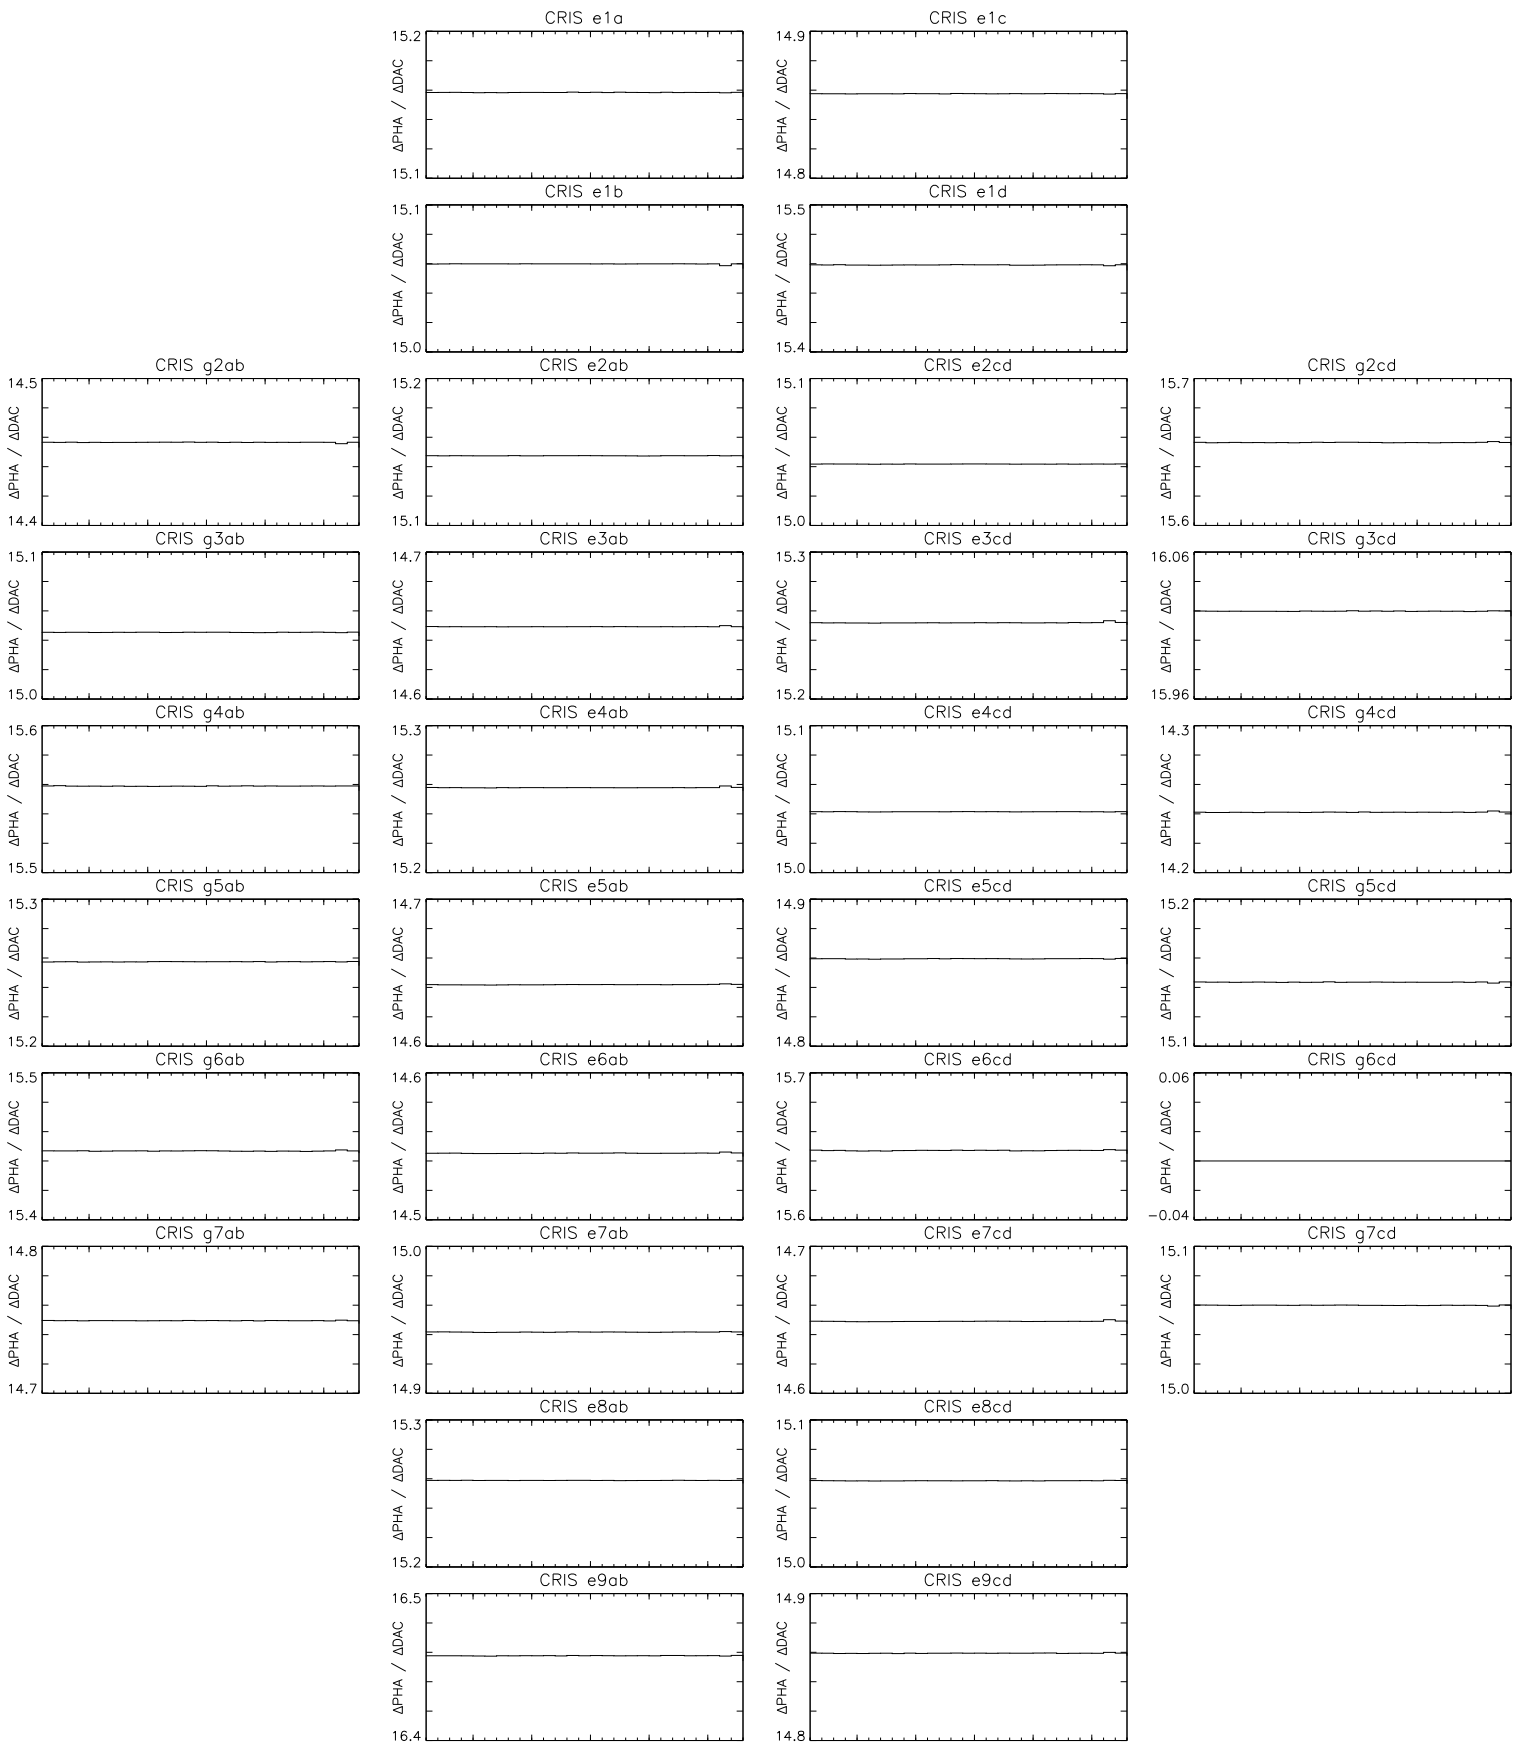 CRIS e1a
15.2
ΔPHA / ΔDAC
15.1
CRIS e1c
14.9
ΔPHA / ΔDAC
14.8
CRIS e1b
15.1
ΔPHA / ΔDAC
15.0
CRIS e1d
15.5
ΔPHA / ΔDAC
15.4
CRIS g2ab
14.5
ΔPHA / ΔDAC
14.4
CRIS e2ab
15.2
ΔPHA / ΔDAC
15.1
CRIS e2cd
15.1
ΔPHA / ΔDAC
15.0
CRIS g2cd
15.7
ΔPHA / ΔDAC
15.6
CRIS g3ab
15.1
ΔPHA / ΔDAC
15.0
CRIS e3ab
14.7
ΔPHA / ΔDAC
14.6
CRIS e3cd
15.3
ΔPHA / ΔDAC
15.2
CRIS g3cd
16.06
ΔPHA / ΔDAC
15.96
CRIS g4ab
15.6
ΔPHA / ΔDAC
15.5
CRIS e4ab
15.3
ΔPHA / ΔDAC
15.2
CRIS e4cd
15.1
ΔPHA / ΔDAC
15.0
CRIS g4cd
14.3
ΔPHA / ΔDAC
14.2
CRIS g5ab
15.3
ΔPHA / ΔDAC
15.2
CRIS e5ab
14.7
ΔPHA / ΔDAC
14.6
CRIS e5cd
14.9
ΔPHA / ΔDAC
14.8
CRIS g5cd
15.2
ΔPHA / ΔDAC
15.1
CRIS g6ab
15.5
ΔPHA / ΔDAC
15.4
CRIS e6ab
14.6
ΔPHA / ΔDAC
14.5
CRIS e6cd
15.7
ΔPHA / ΔDAC
15.6
CRIS g6cd
0.06
ΔPHA / ΔDAC
−0.04
CRIS g7ab
14.8
ΔPHA / ΔDAC
14.7
CRIS e7ab
15.0
ΔPHA / ΔDAC
14.9
CRIS e7cd
14.7
ΔPHA / ΔDAC
14.6
CRIS g7cd
15.1
ΔPHA / ΔDAC
15.0
CRIS e8ab
15.3
ΔPHA / ΔDAC
15.2
CRIS e8cd
15.1
ΔPHA / ΔDAC
15.0
CRIS e9ab
16.5
ΔPHA / ΔDAC
16.4
CRIS e9cd
14.9
ΔPHA / ΔDAC
14.8